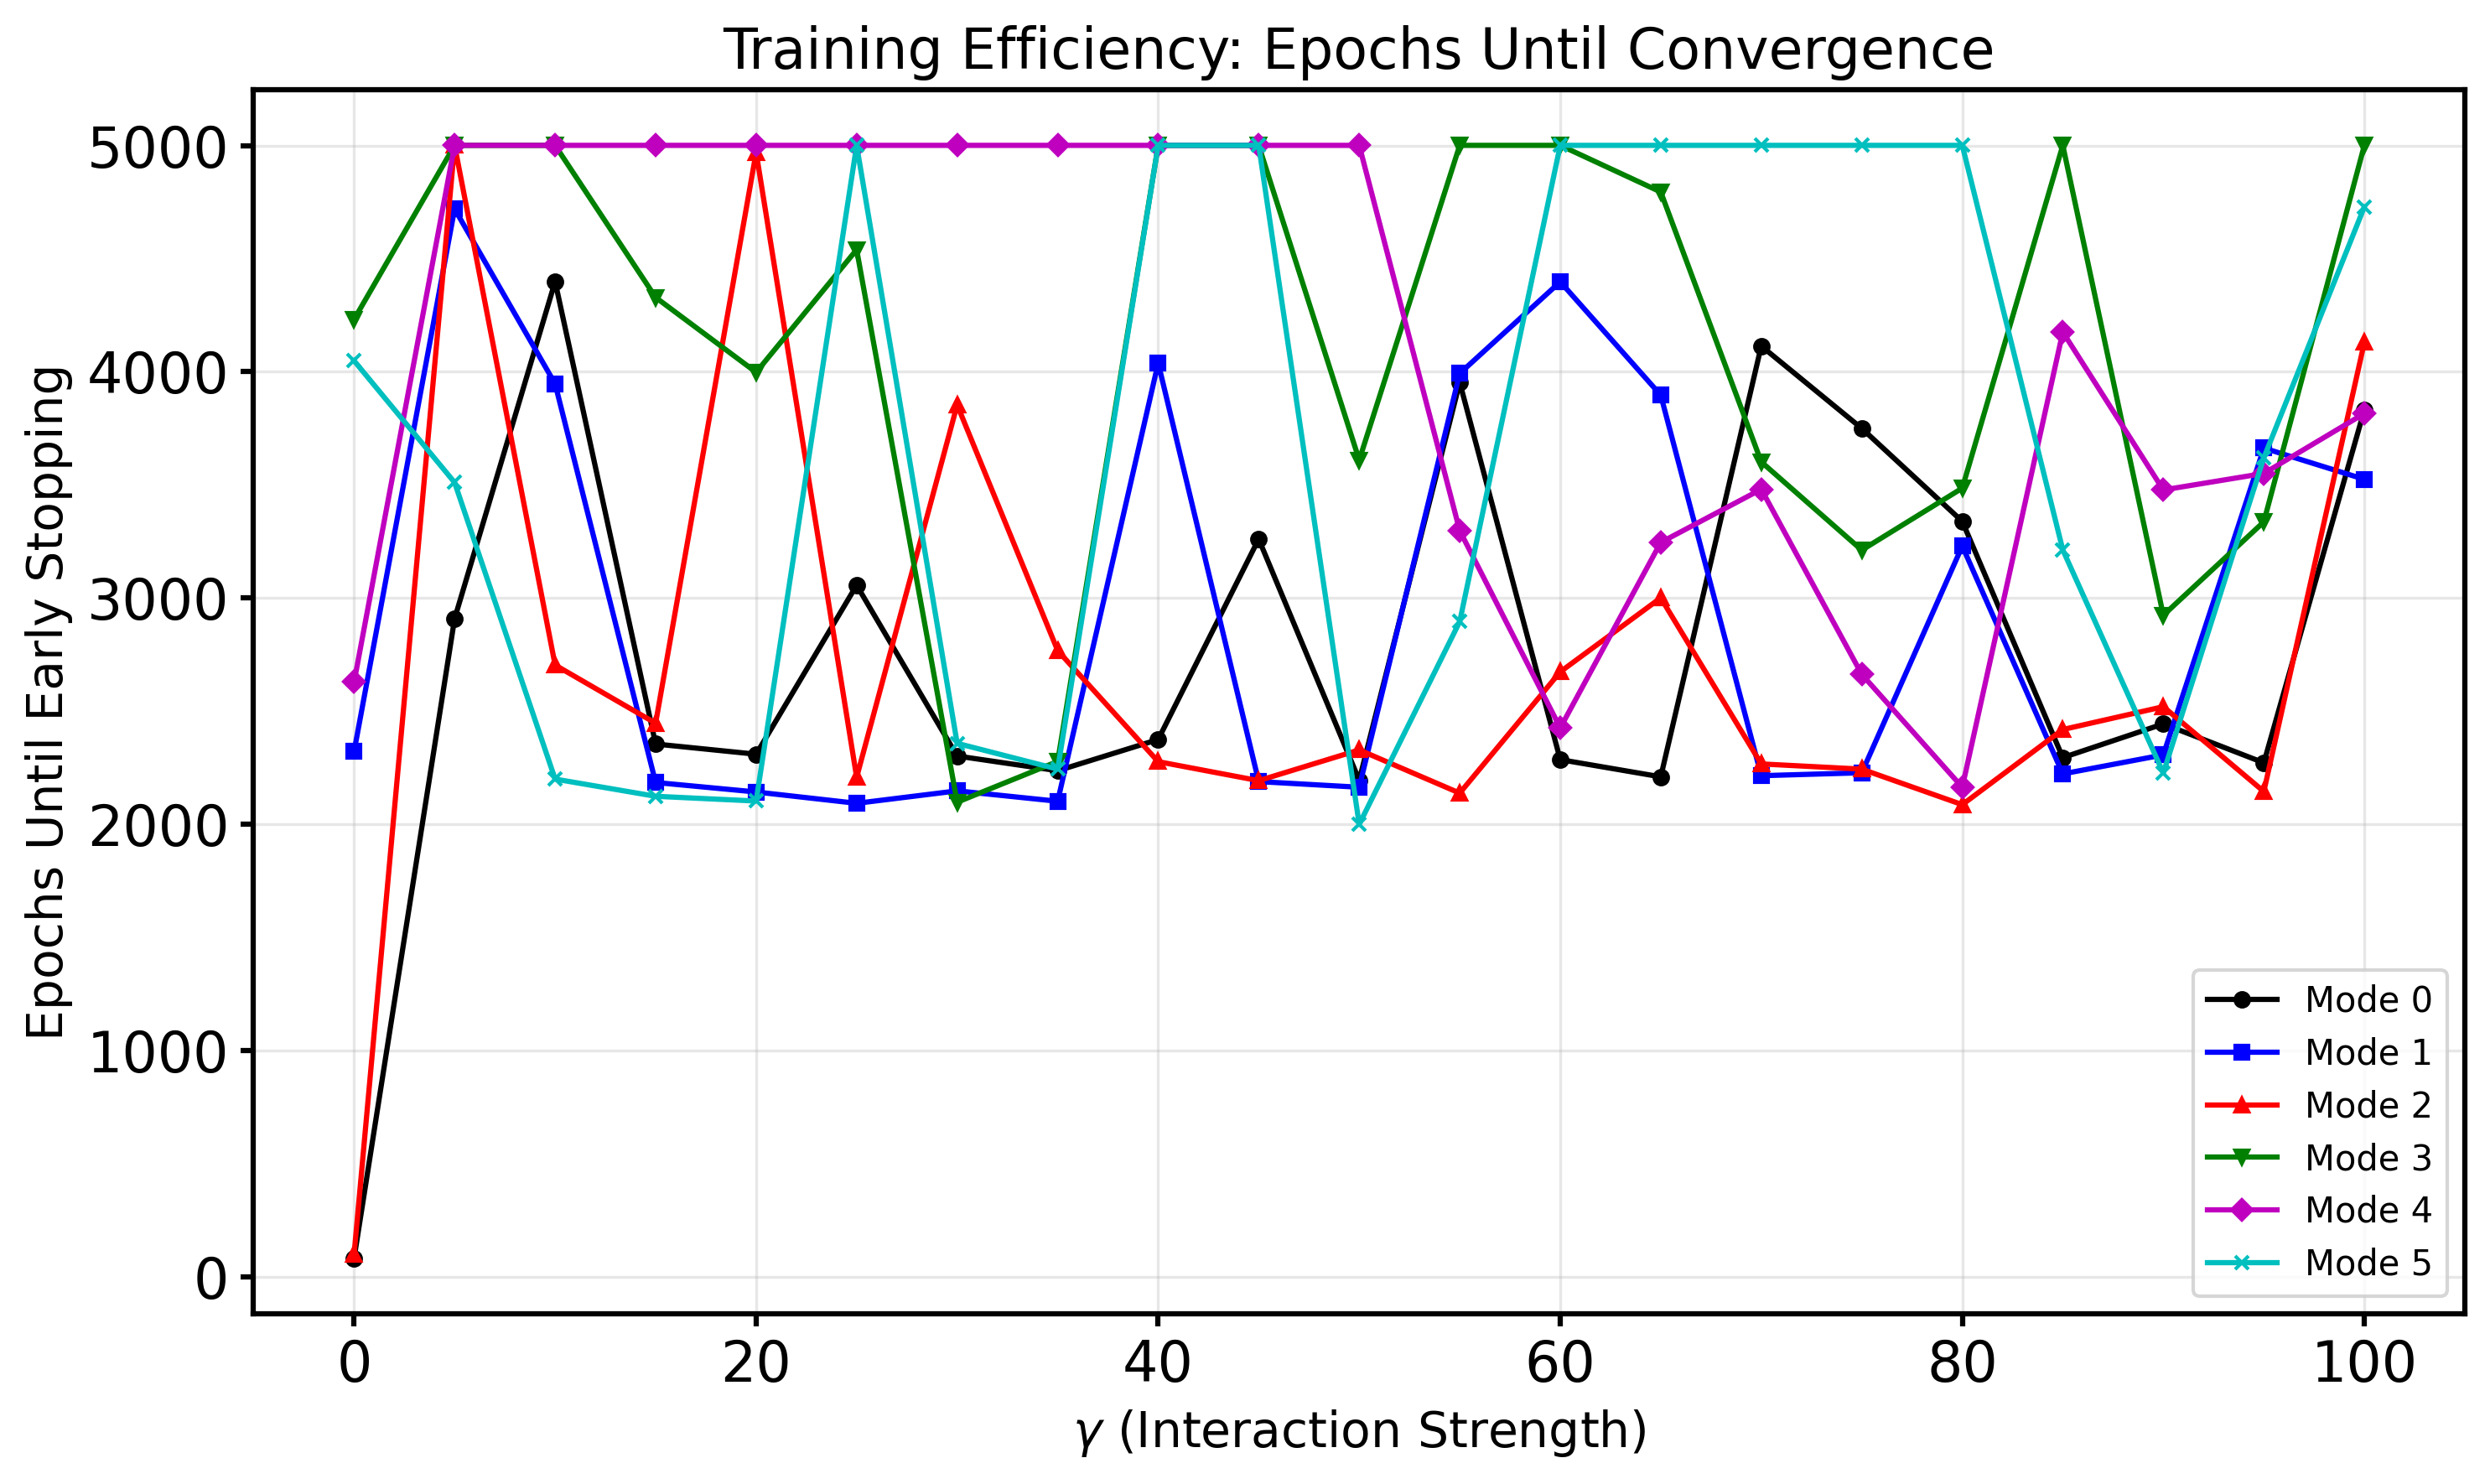 Training Efficiency: Epochs Until Convergence
Epochs Until Early Stopping
5000
4000
3000
2000
1000
0
0 20 40 60 80 100
γ (Interaction Strength)
Mode 0
Mode 1
Mode 2
Mode 3
Mode 4
Mode 5